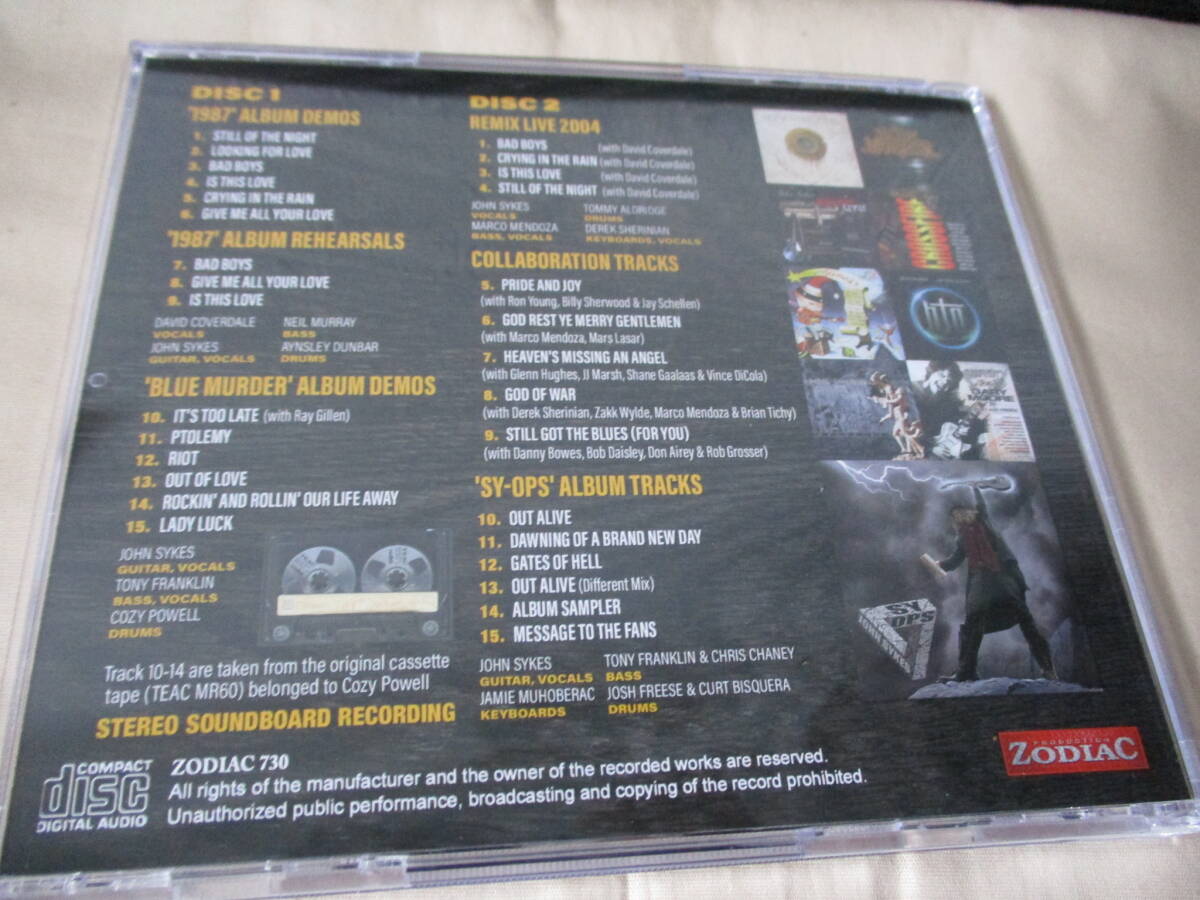 DISC 1
'1987' ALBUM DEMOS
1. STILL OF THE NIGHT
2. LOOKING FOR LOVE
3. BAD BOYS
4. IS THIS LOVE
5. CRYING IN THE RAIN
6. GIVE ME ALL YOUR LOVE
'1987' ALBUM REHEARSALS
7. BAD BOYS
8. GIVE ME ALL YOUR LOVE
9. IS THIS LOVE
DAVID COVERDALE NEIL MURRAY
VOCALS BASS
JOHN SYKES AYNSLEY DUNBAR
GUITAR, VOCALS DRUMS
'BLUE MURDER' ALBUM DEMOS
10. IT'S TOO LATE (with Ray Gillen)
11. PTOLEMY
12. RIOT
13. OUT OF LOVE
14. ROCKIN' AND ROLLIN' OUR LIFE AWAY
15. LADY LUCK
JOHN SYKES
GUITAR, VOCALS
TONY FRANKLIN
BASS, VOCALS
COZY POWELL
DRUMS
Track 10-14 are taken from the original cassette
tape (TEAC MR60) belonged to Cozy Powell
STEREO SOUNDBOARD RECORDING
DISC 2
REMIX LIVE 2004
1. BAD BOYS (with David Coverdale)
2. CRYING IN THE RAIN (with David Coverdale)
3. IS THIS LOVE (with David Coverdale)
4. STILL OF THE NIGHT (with David Coverdale)
JOHN SYKES TOMMY ALDRIDGE
VOCALS DRUMS
MARCO MENDOZA DEREK SHERINIAN
BASS, VOCALS KEYBOARDS, VOCALS
COLLABORATION TRACKS
5. PRIDE AND JOY
(with Ron Young, Billy Sherwood & Jay Schellen)
6. GOD REST YE MERRY GENTLEMEN
(with Marco Mendoza, Mars Lasar)
7. HEAVEN'S MISSING AN ANGEL
(with Glenn Hughes, JJ Marsh, Shane Gaalaas & Vince DiCola)
8. GOD OF WAR
(with Derek Sherinian, Zakk Wylde, Marco Mendoza & Brian Tichy)
9. STILL GOT THE BLUES (FOR YOU)
(with Danny Bowes, Bob Daisley, Don Airey & Rob Grosser)
'SY-OPS' ALBUM TRACKS
10. OUT ALIVE
11. DAWNING OF A BRAND NEW DAY
12. GATES OF HELL
13. OUT ALIVE (Different Mix)
14. ALBUM SAMPLER
15. MESSAGE TO THE FANS
JOHN SYKES TONY FRANKLIN & CHRIS CHANEY
GUITAR, VOCALS BASS
JAMIE MUHOBERAC JOSH FREESE & CURT BISQUERA
KEYBOARDS DRUMS
htp
SY
OPS
JOHN SYKES
PRODUCTION
ZODIAC
COMPACT
disc
DIGITAL AUDIO
ZODIAC 730
All rights of the manufacturer and the owner of the recorded works are reserved.
Unauthorized public performance, broadcasting and copying of the record prohibited.